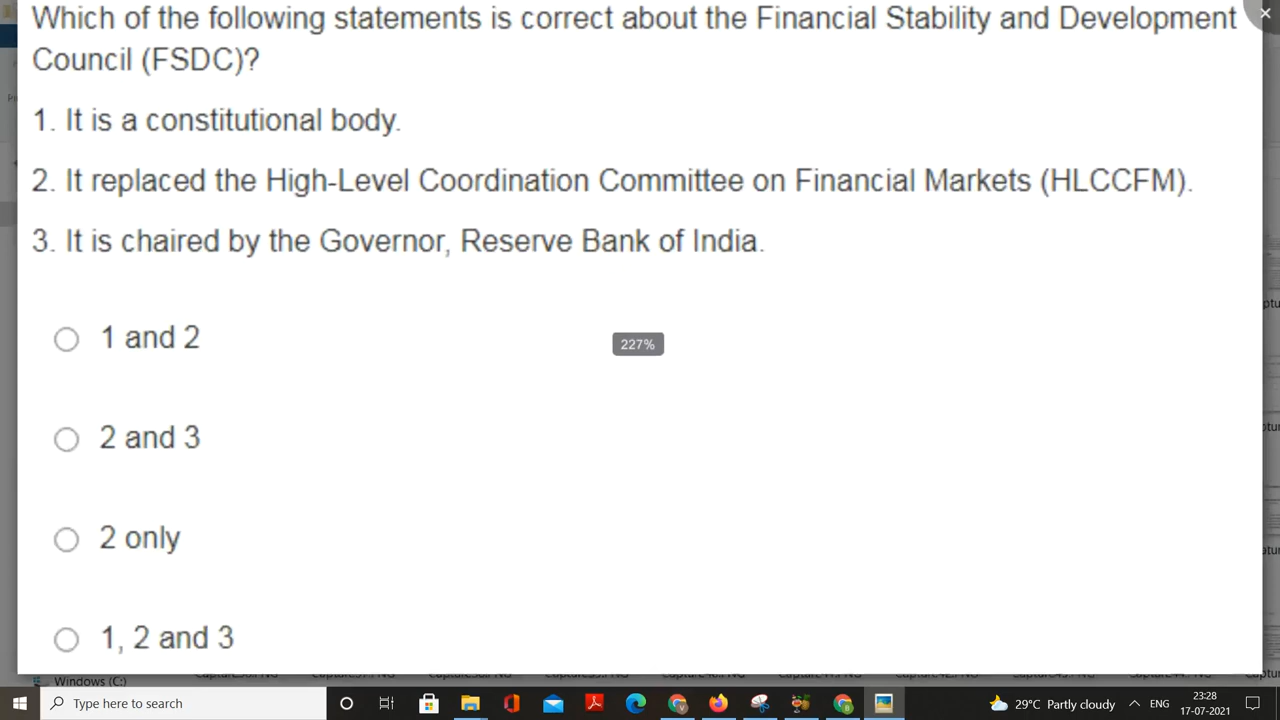 Which of the following statements is correct about the Financial Stability and Development
Council (FSDC)?
1. It is a constitutional body.
2. It replaced the High-Level Coordination Committee on Financial Markets (HLCCFM).
3. It is chaired by the Governor, Reserve Bank of India.
1 and 2
227%
2 and 3
2 only
1, 2 and 3
Windows (C:)
Type here to search
29°C Partly cloudy
ENG
23:28
17-07-2021